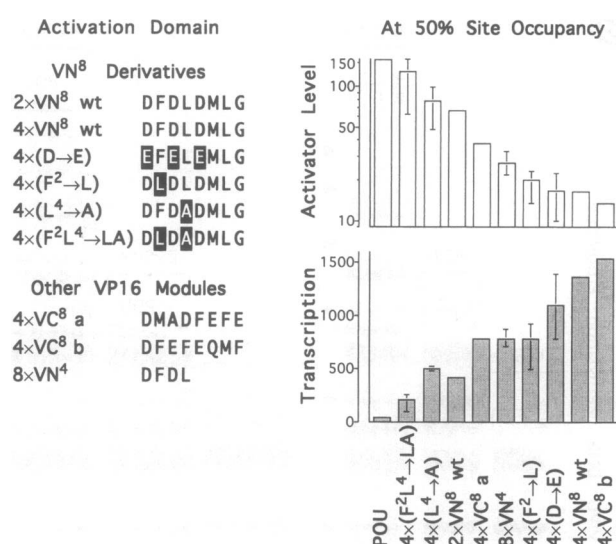 Activation Domain
VN⁸ Derivatives
2×VN⁸ wt DFDLDMLG
4×VN⁸ wt DFDLDMLG
4×(D→E) EFELEMLG
4×(F²→L) DLDLDMLG
4×(L⁴→A) DFDADMLG
4×(F²L⁴→LA) DLDADMLG
Other VP16 Modules
4×VC⁸ a DMADFEFE
4×VC⁸ b DFEFEQMF
8×VN⁴ DFDL
At 50% Site Occupancy
Activator Level
150
100
50
10
Transcription
1500
1000
500
0
POU
4×(F²L⁴→LA)
4×(L⁴→A)
2×VN⁸ wt
4×VC⁸ a
8×VN⁴
4×(F²→L)
4×(D→E)
4×VN⁸ wt
4×VC⁸ b